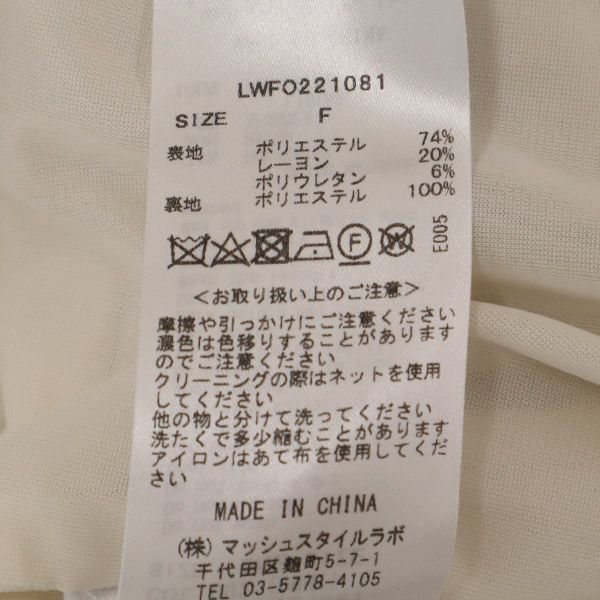 LWFO221081
SIZE F
表地 ポリエステル 74%
レーヨン 20%
ポリウレタン 6%
裏地 ポリエステル 100%
F
E005
＜お取り扱い上のご注意＞
摩擦や引っかけにご注意ください
濃色は色移りすることがあります
のでご注意ください
クリーニングの際はネットを使用
してください
他の物と分けて洗ってください
洗たくで多少縮むことがあります
アイロンはあて布を使用してくだ
さい
MADE IN CHINA
(株) マッシュスタイルラボ
千代田区麹町5-7-1
TEL 03-5778-4105